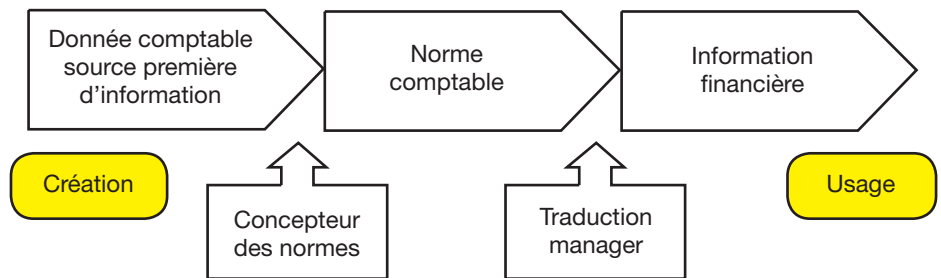 Donnée comptable
source première
d’information
Norme
comptable
Information
financière
Création
Concepteur
des normes
Traduction
manager
Usage